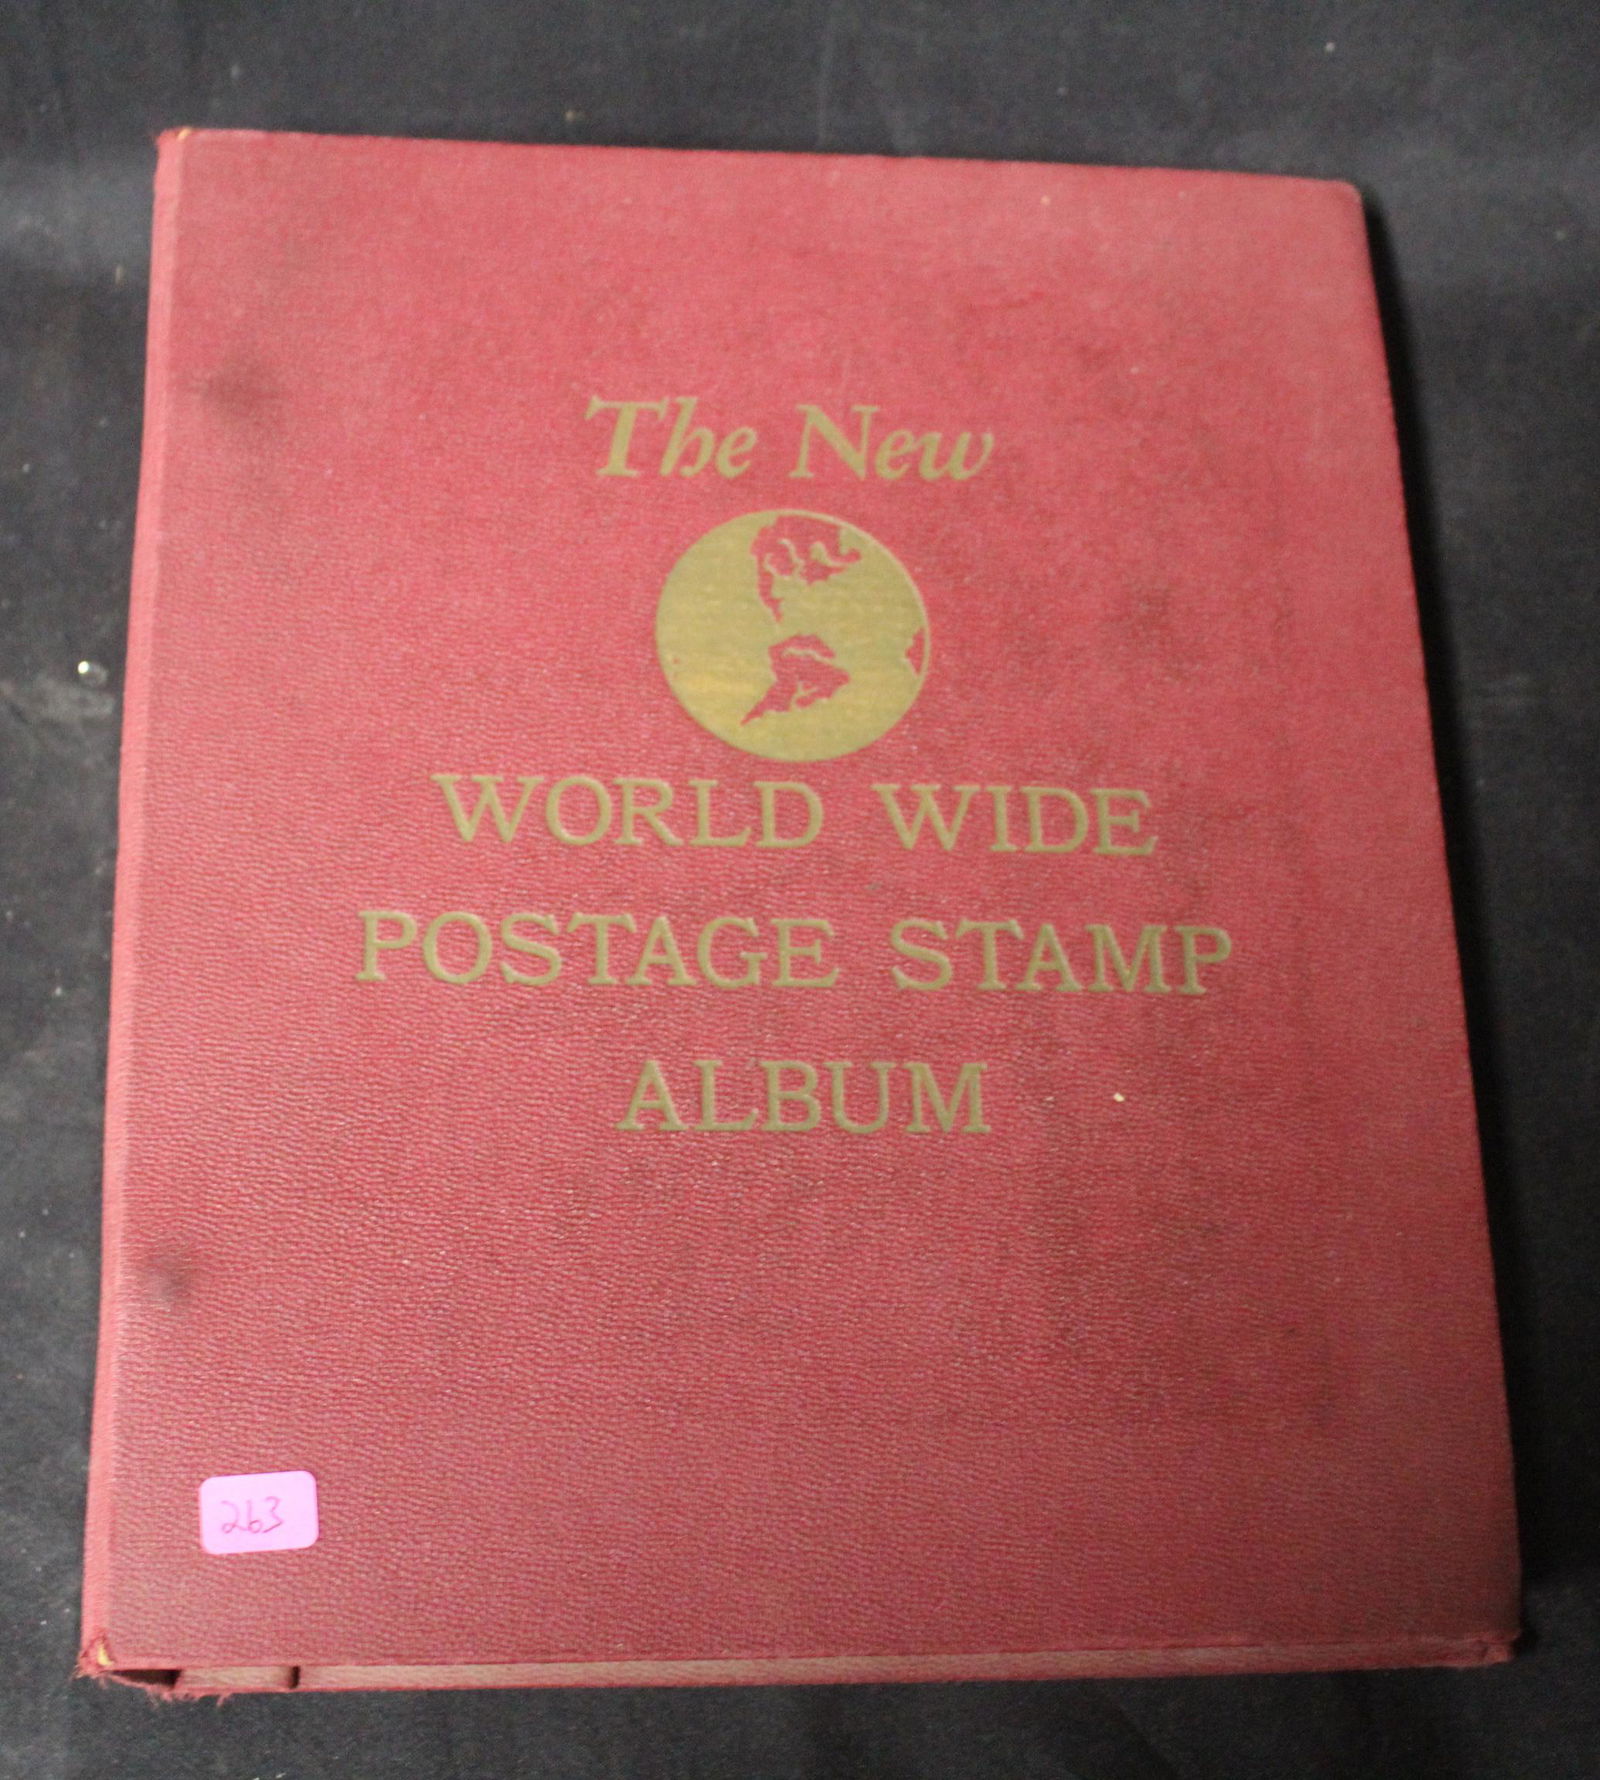 The New
WORLD WIDE
POSTAGE STAMP
ALBUM
263